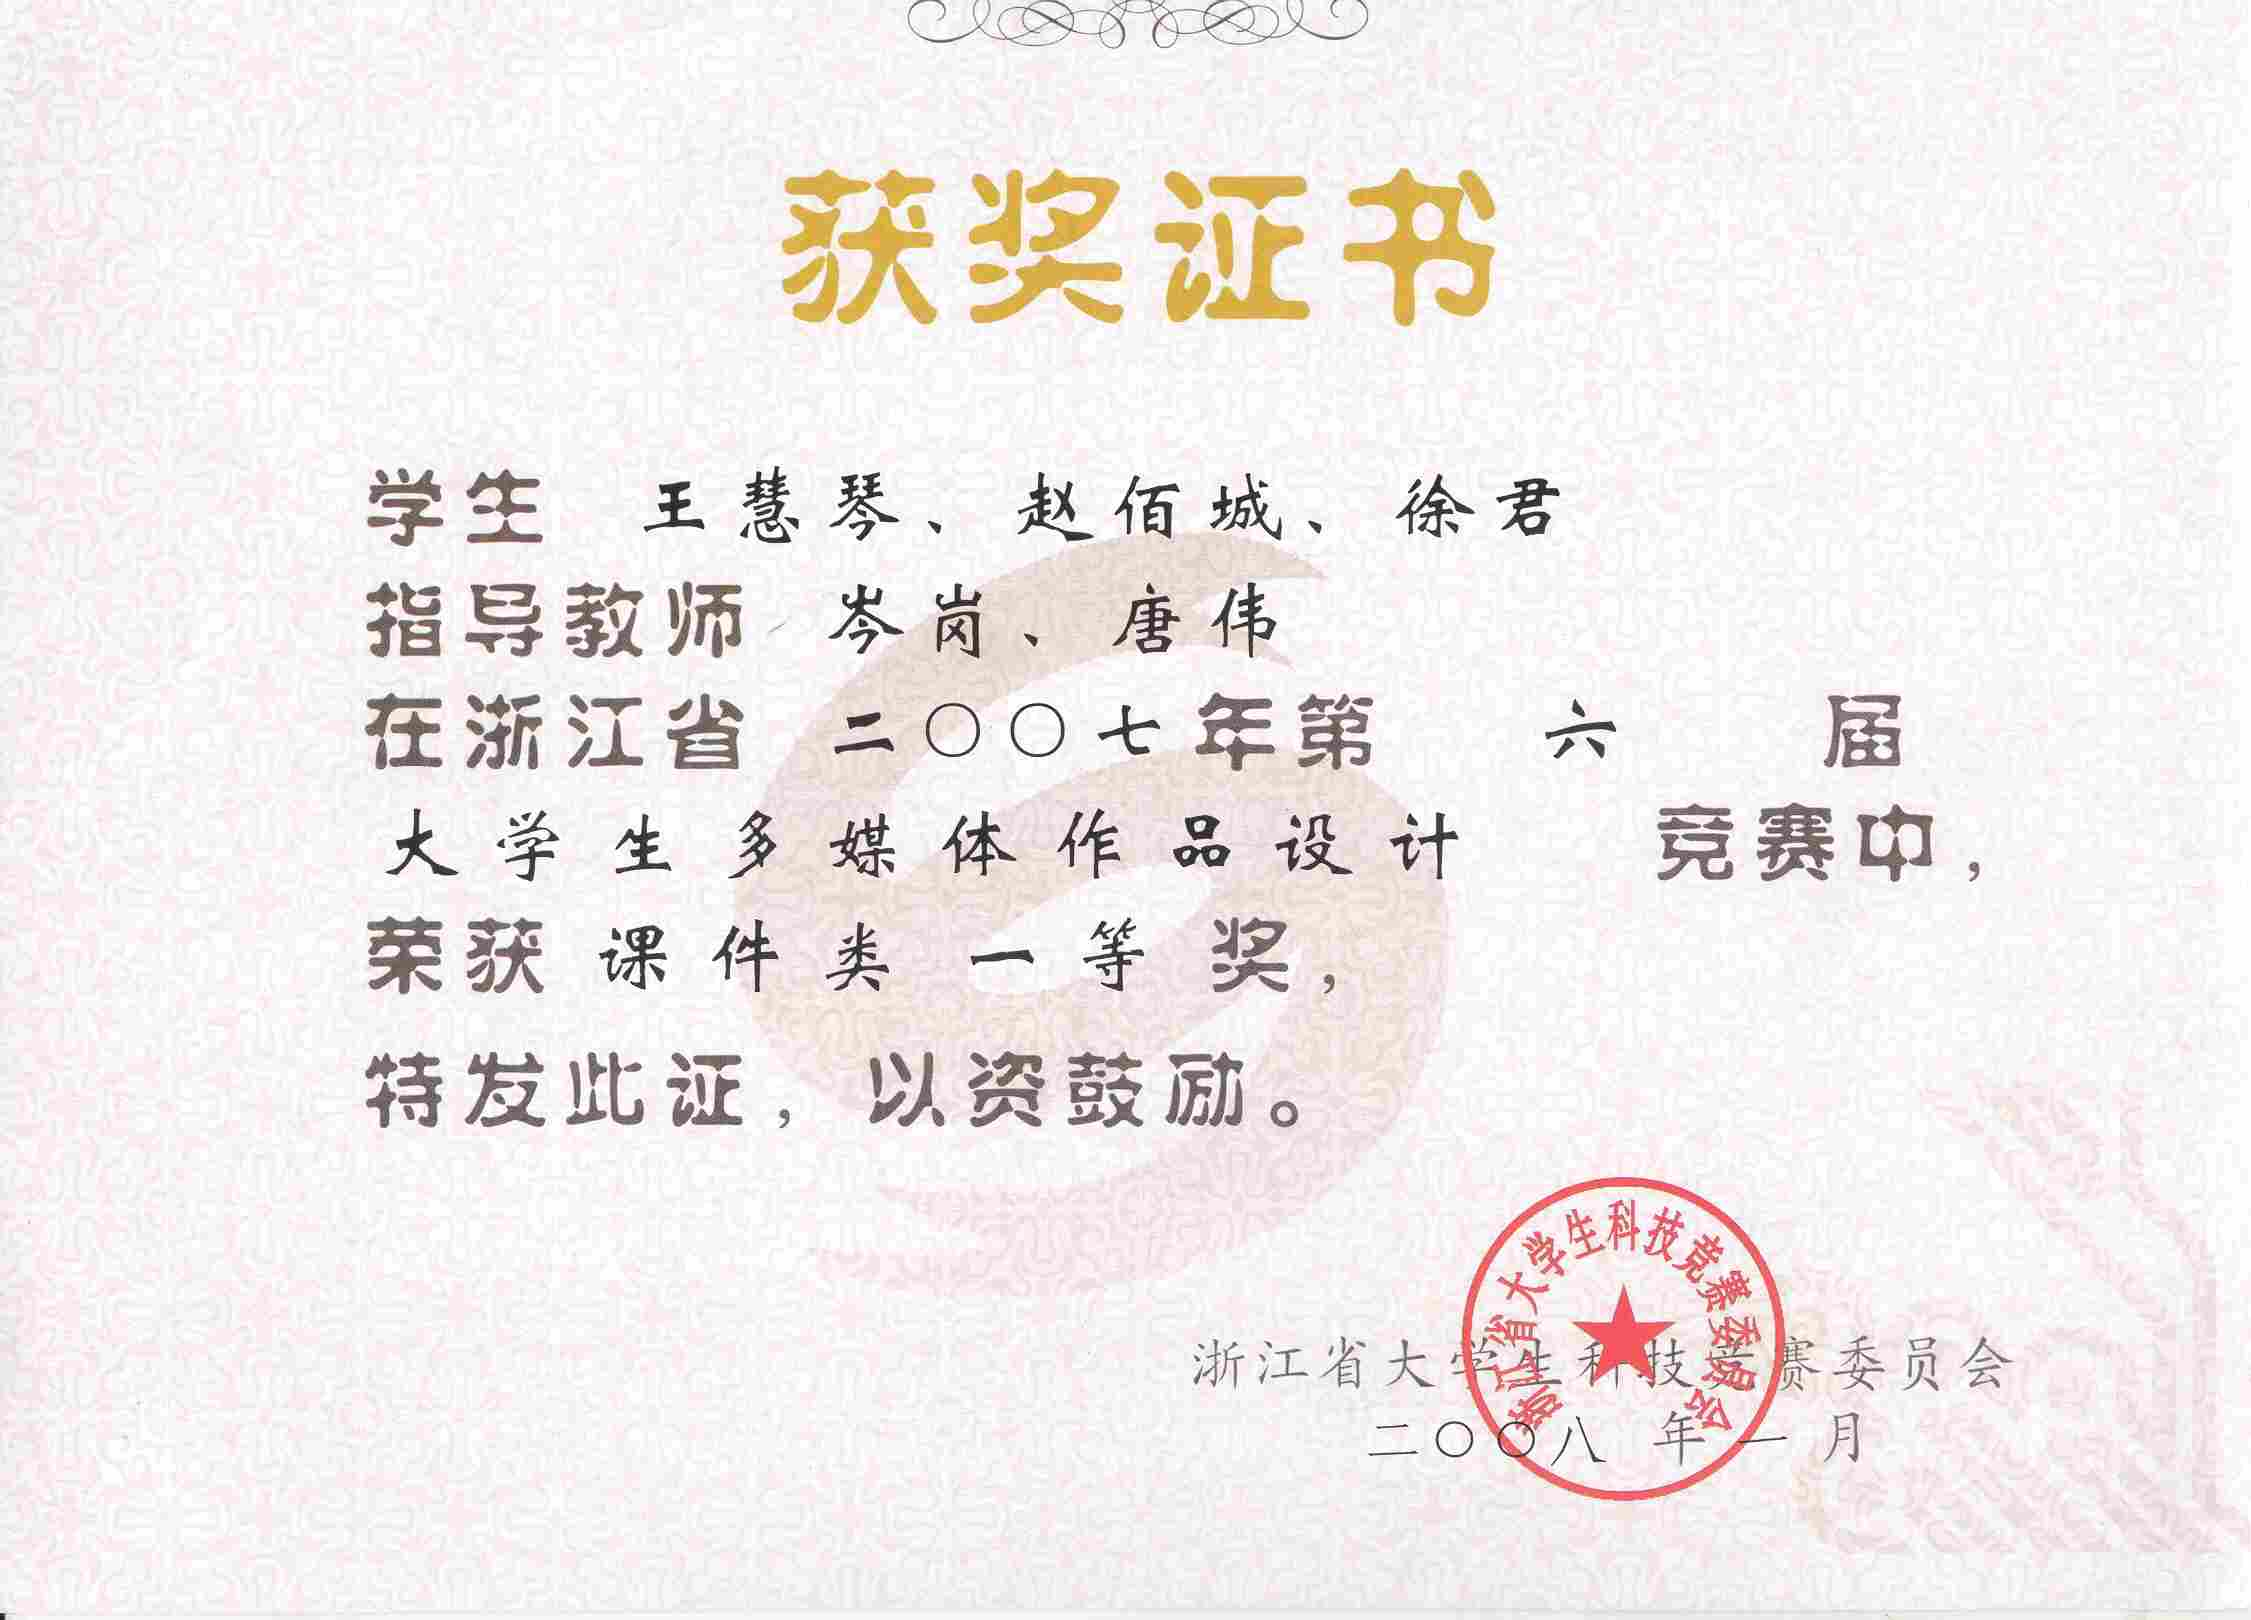 获奖证书
学生 王慧琴、赵佰城、徐君
指导教师 岑岗、唐伟
在浙江省 二〇〇七年第 六 届
大学生多媒体作品设计 竞赛中，
荣获课件类一等奖，
特发此证，以资鼓励。
浙江省大学生科技竞赛委员会
浙江省大学生科技竞赛委员会
二〇〇八 年 一 月